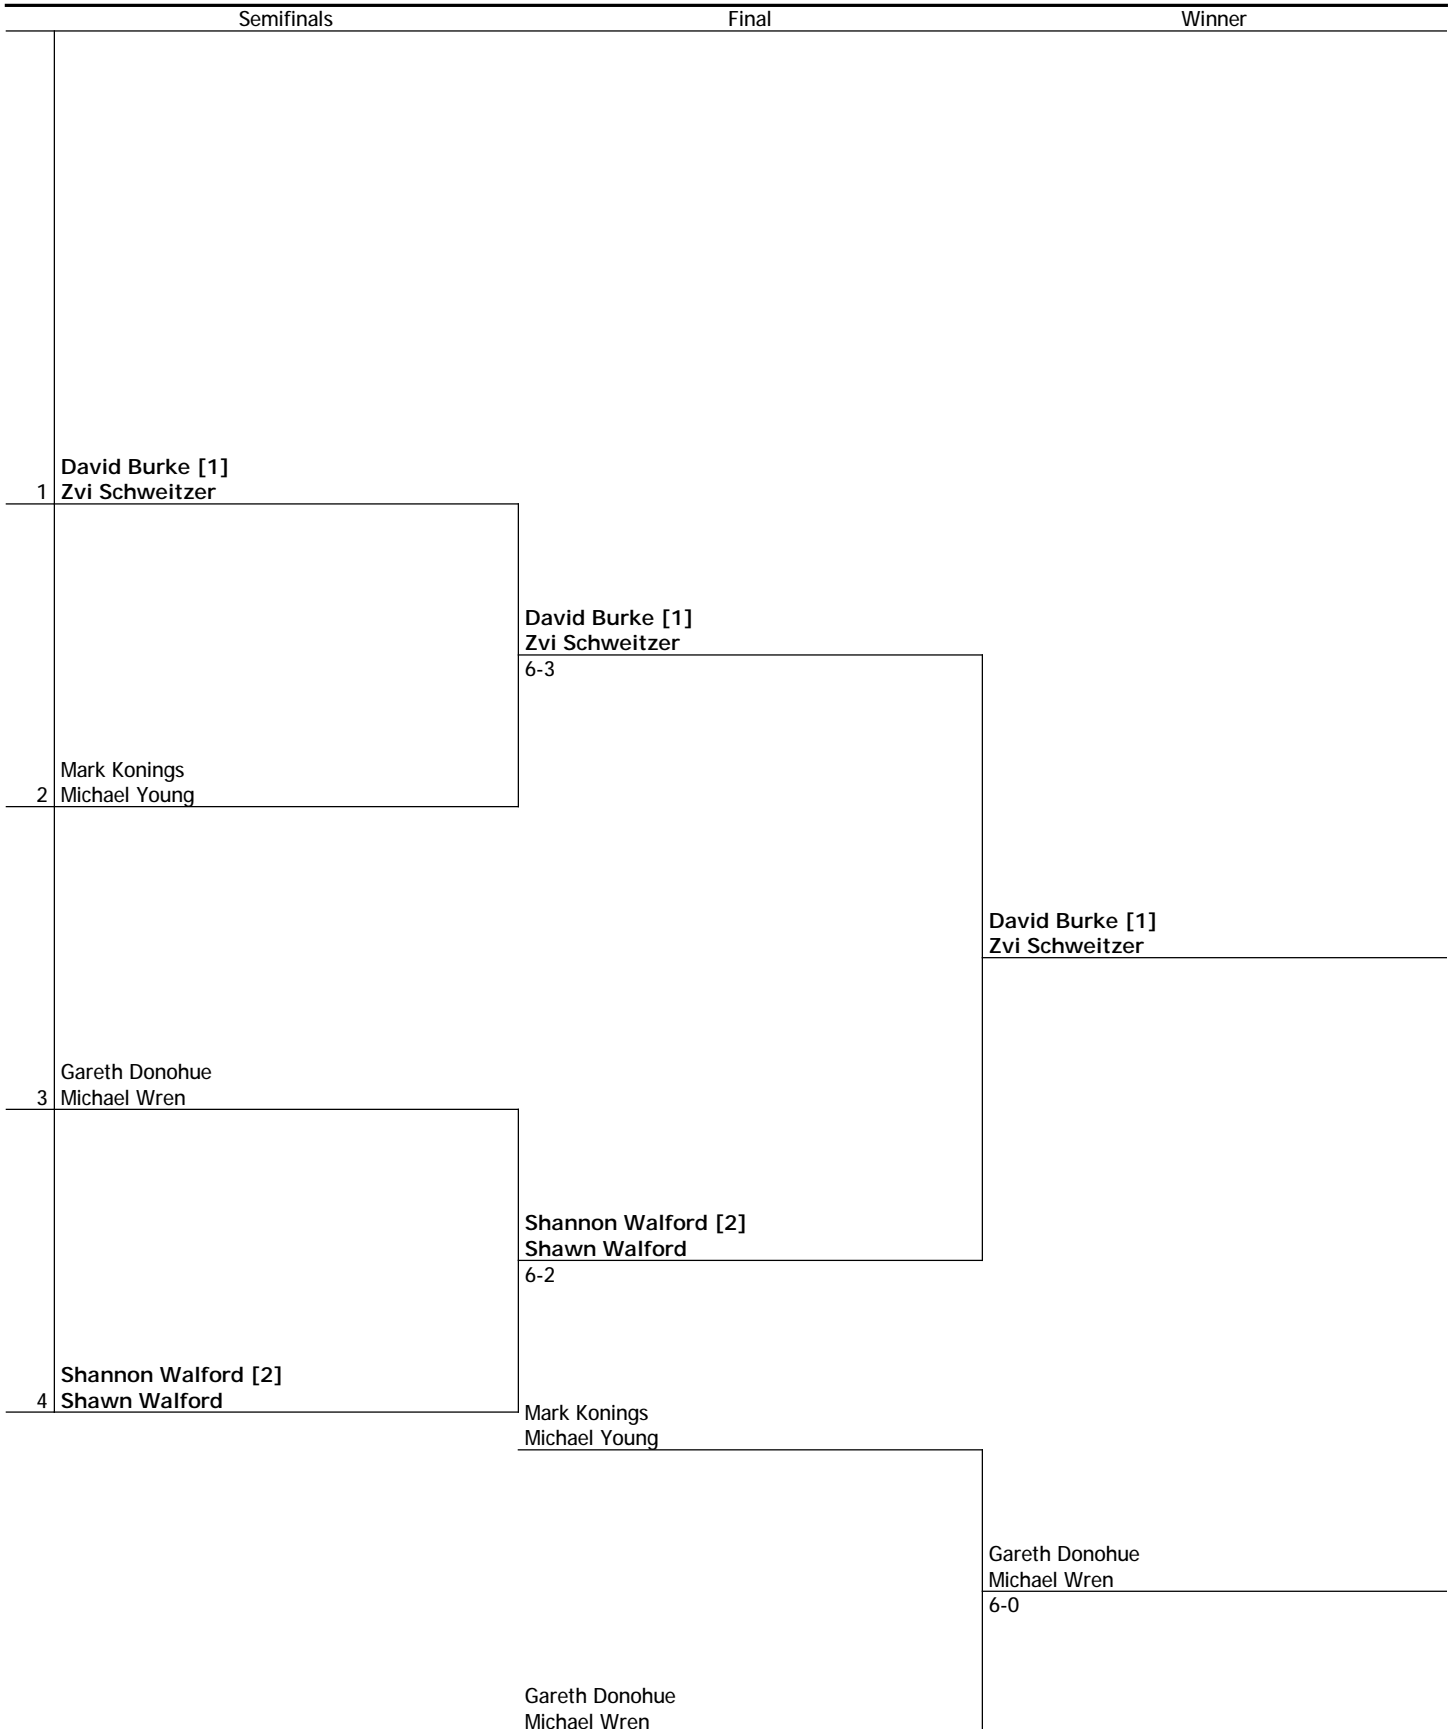 Semifinals Final Winner
David Burke [1]
1 Zvi Schweitzer
David Burke [1]
Zvi Schweitzer
6-3
Mark Konings
2 Michael Young
David Burke [1]
Zvi Schweitzer
Gareth Donohue
3 Michael Wren
Shannon Walford [2]
Shawn Walford
6-2
Shannon Walford [2]
4 Shawn Walford
Mark Konings
Michael Young
Gareth Donohue
Michael Wren
6-0
Gareth Donohue
Michael Wren